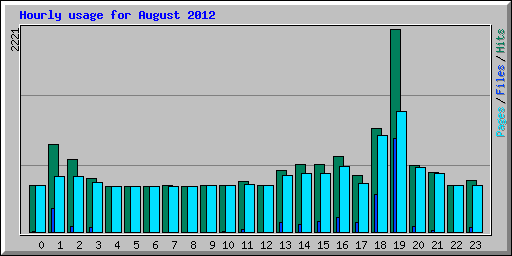 Hourly usage for August 2012
2221
Pages/Files/Hits
0 1 2 3 4 5 6 7 8 9 10 11 12 13 14 15 16 17 18 19 20 21 22 23